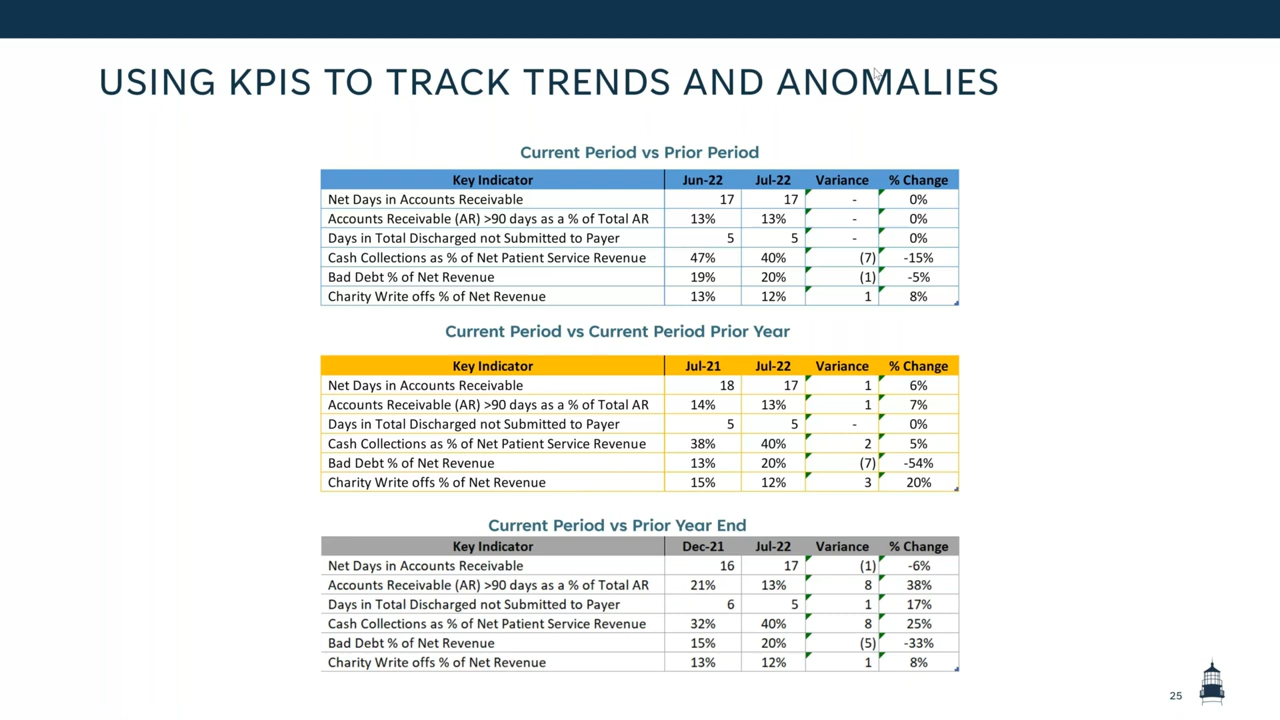 USING KPIS TO TRACK TRENDS AND ANOMALIES
Current Period vs Prior Period
Key Indicator Jun-22 Jul-22 Variance % Change
Net Days in Accounts Receivable 17 17 - 0%
Accounts Receivable (AR) >90 days as a % of Total AR 13% 13% - 0%
Days in Total Discharged not Submitted to Payer 5 5 - 0%
Cash Collections as % of Net Patient Service Revenue 47% 40% (7) -15%
Bad Debt % of Net Revenue 19% 20% (1) -5%
Charity Write offs % of Net Revenue 13% 12% 1 8%
Current Period vs Current Period Prior Year
Key Indicator Jul-21 Jul-22 Variance % Change
Net Days in Accounts Receivable 18 17 1 6%
Accounts Receivable (AR) >90 days as a % of Total AR 14% 13% 1 7%
Days in Total Discharged not Submitted to Payer 5 5 - 0%
Cash Collections as % of Net Patient Service Revenue 38% 40% 2 5%
Bad Debt % of Net Revenue 13% 20% (7) -54%
Charity Write offs % of Net Revenue 15% 12% 3 20%
Current Period vs Prior Year End
Key Indicator Dec-21 Jul-22 Variance % Change
Net Days in Accounts Receivable 16 17 (1) -6%
Accounts Receivable (AR) >90 days as a % of Total AR 21% 13% 8 38%
Days in Total Discharged not Submitted to Payer 6 5 1 17%
Cash Collections as % of Net Patient Service Revenue 32% 40% 8 25%
Bad Debt % of Net Revenue 15% 20% (5) -33%
Charity Write offs % of Net Revenue 13% 12% 1 8%
25